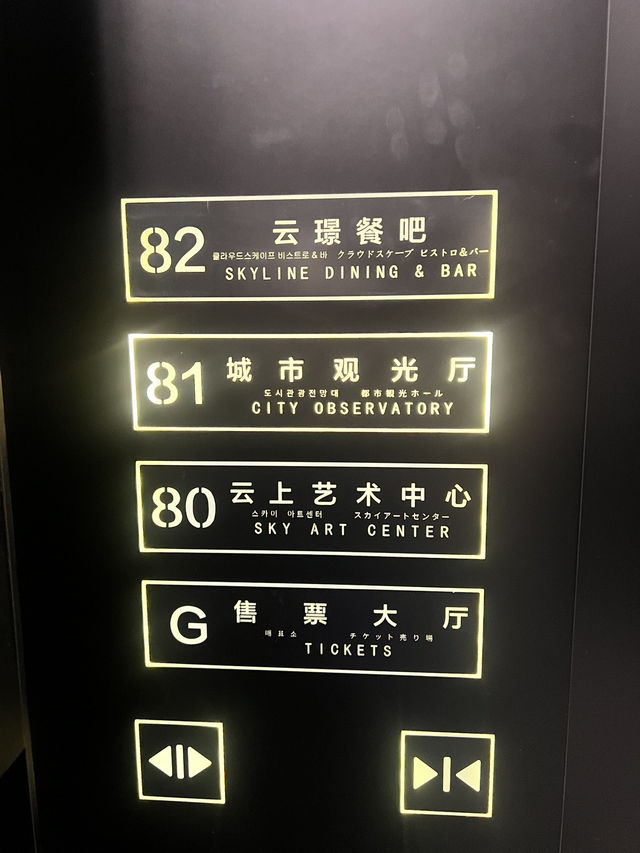 82
云璟餐吧
클라우드스케이프 비스트로&바 クラウドスケープ ビストロ&バー
SKYLINE DINING & BAR
81
城市观光厅
도시관광전망대 都市観光ホール
CITY OBSERVATORY
80
云上艺术中心
스카이 아트센터 スカイアートセンター
SKY ART CENTER
G
售票大厅
매표소 チケット売り場
TICKETS